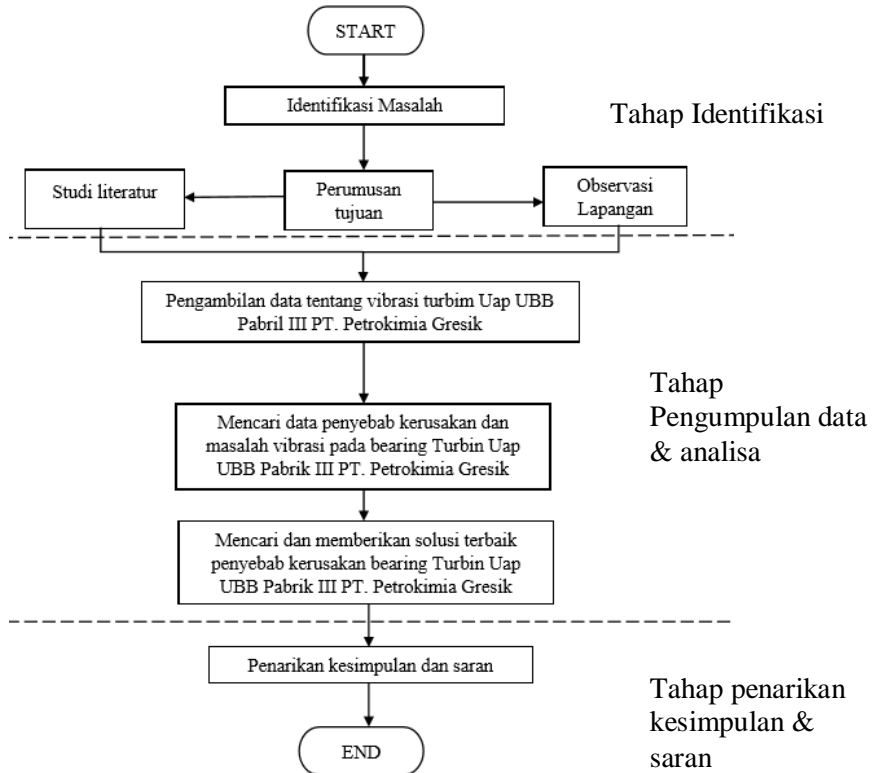 START
Identifikasi Masalah
Tahap Identifikasi
Studi literatur
Perumusan
tujuan
Observasi
Lapangan
Pengambilan data tentang vibrasi turbim Uap UBB
Pabril III PT. Petrokimia Gresik
Tahap
Pengumpulan data
& analisa
Mencari data penyebab kerusakan dan
masalah vibrasi pada bearing Turbin Uap
UBB Pabrik III PT. Petrokimia Gresik
Mencari dan memberikan solusi terbaik
penyebab kerusakan bearing Turbin Uap
UBB Pabrik III PT. Petrokimia Gresik
Penarikan kesimpulan dan saran
Tahap penarikan
kesimpulan &
saran
END